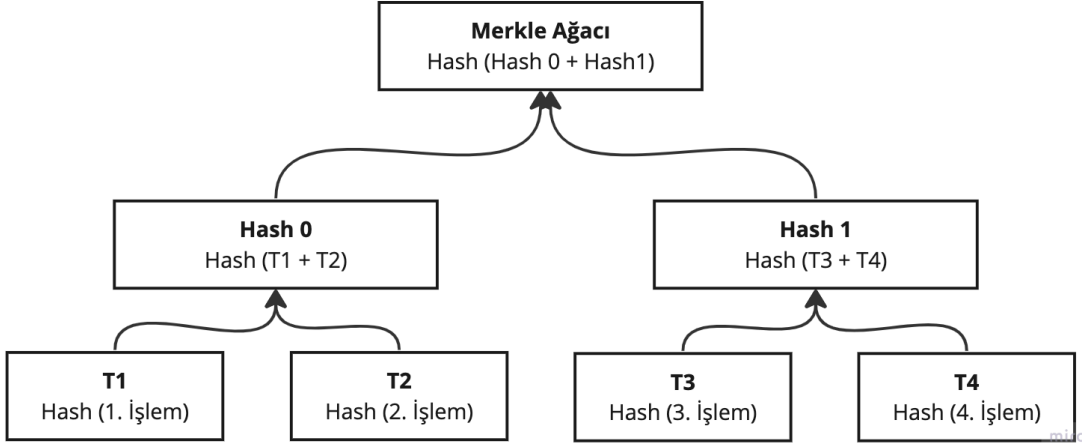 Merkle Ağacı
Hash (Hash 0 + Hash1)
Hash 0
Hash (T1 + T2)
Hash 1
Hash (T3 + T4)
T1
Hash (1. İşlem)
T2
Hash (2. İşlem)
T3
Hash (3. İşlem)
T4
Hash (4. İşlem)